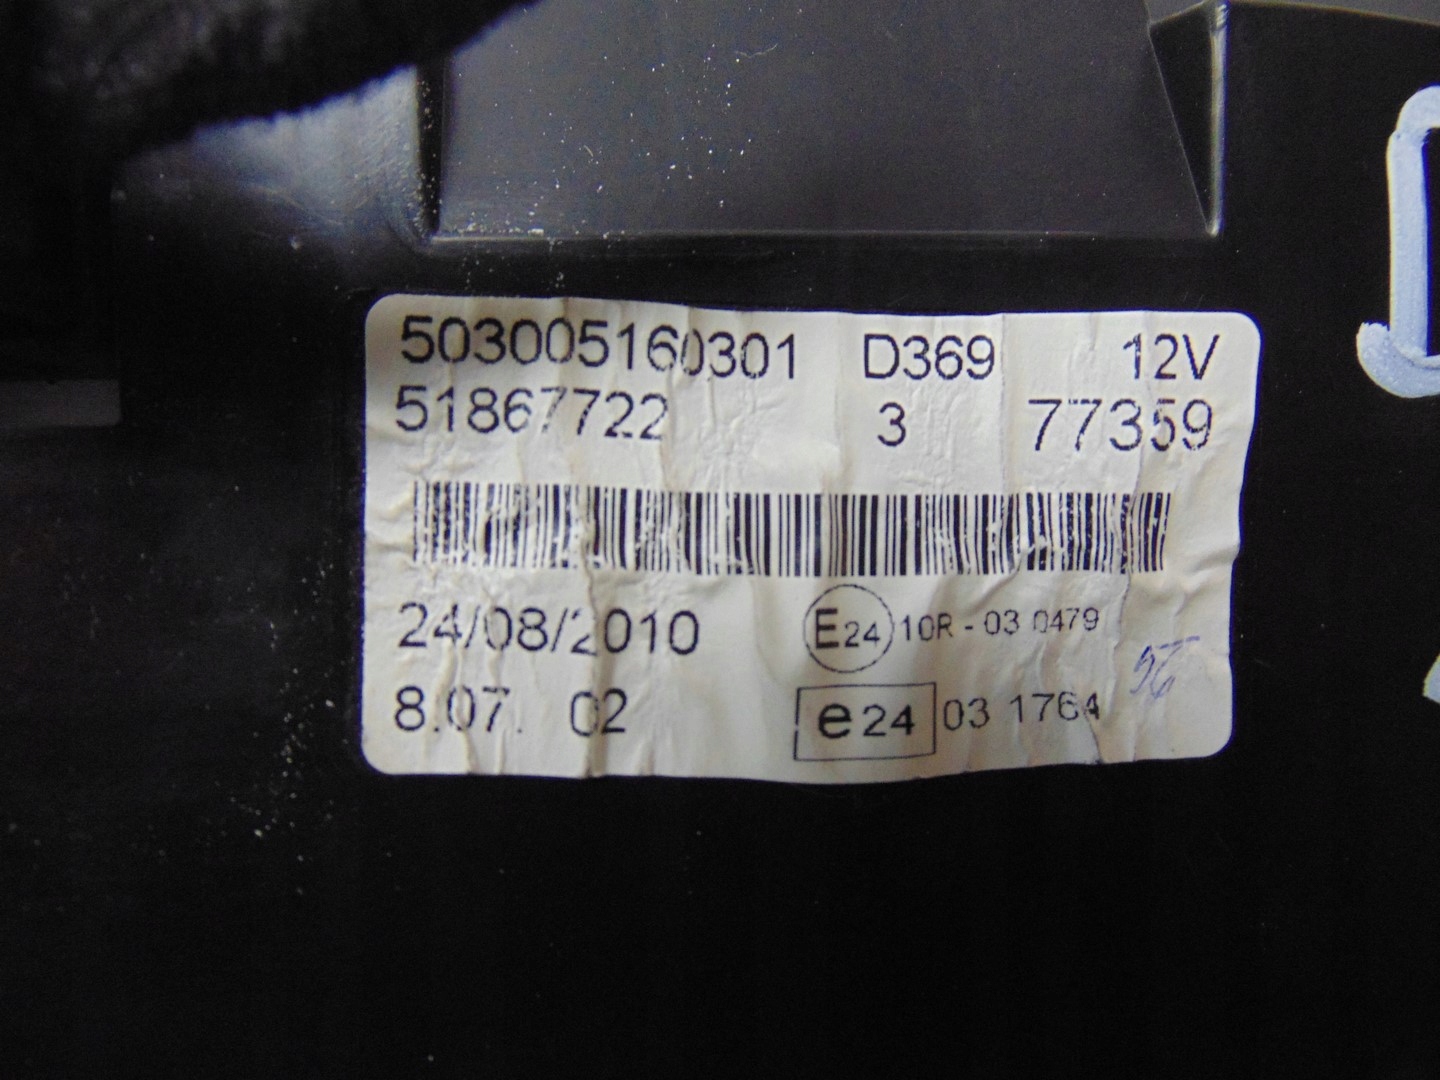 503005160301 D369 12V
51867722 3 77359
24/08/2010 E24 10R - 03 0479
8.07. 02 e24 03 1764